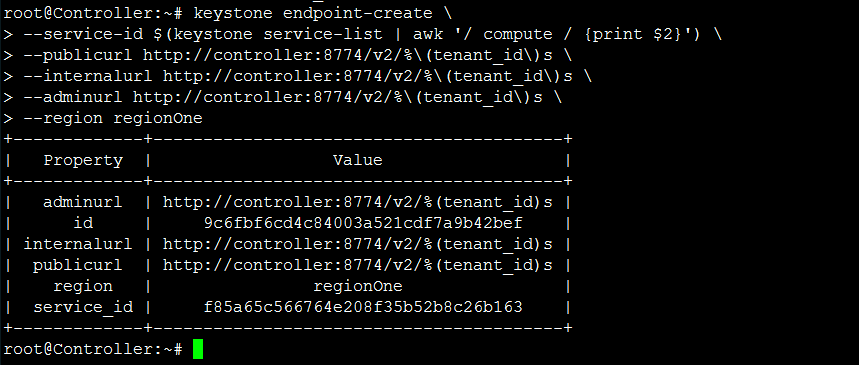 root@Controller:~# keystone endpoint-create \
> --service-id $(keystone service-list | awk '/ compute / {print $2}') \
> --publicurl http://controller:8774/v2/%\(tenant_id\)s \
> --internalurl http://controller:8774/v2/%\(tenant_id\)s \
> --adminurl http://controller:8774/v2/%\(tenant_id\)s \
> --region regionOne
+-------------+-----------------------------------------+
|   Property  |                  Value                  |
+-------------+-----------------------------------------+
|   adminurl  | http://controller:8774/v2/%(tenant_id)s |
|      id     |     9c6fbf6cd4c84003a521cdf7a9b42bef    |
| internalurl | http://controller:8774/v2/%(tenant_id)s |
|  publicurl  | http://controller:8774/v2/%(tenant_id)s |
|    region   |                regionOne                |
|  service_id |     f85a65c566764e208f35b52b8c26b163    |
+-------------+-----------------------------------------+
root@Controller:~#